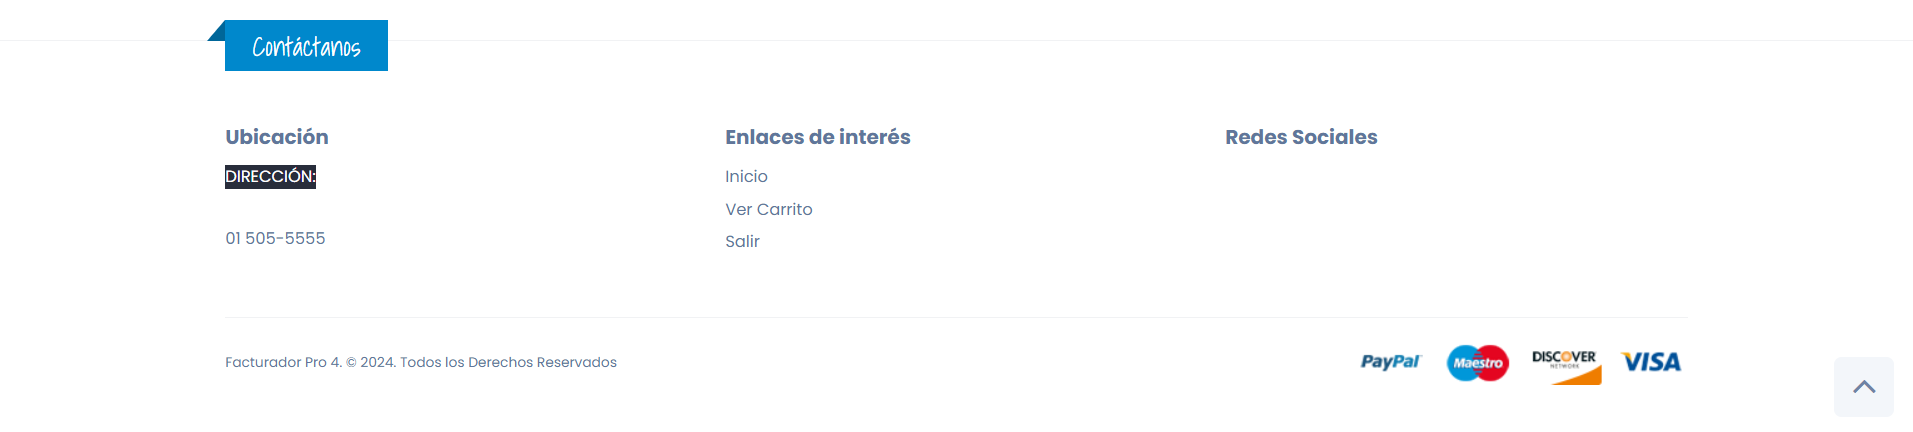 Contáctanos
Ubicación
DIRECCIÓN:
01 505-5555
Enlaces de interés
Inicio
Ver Carrito
Salir
Redes Sociales
Facturador Pro 4. © 2024. Todos los Derechos Reservados
PayPal Maestro DISCOVER VISA
NETWORK